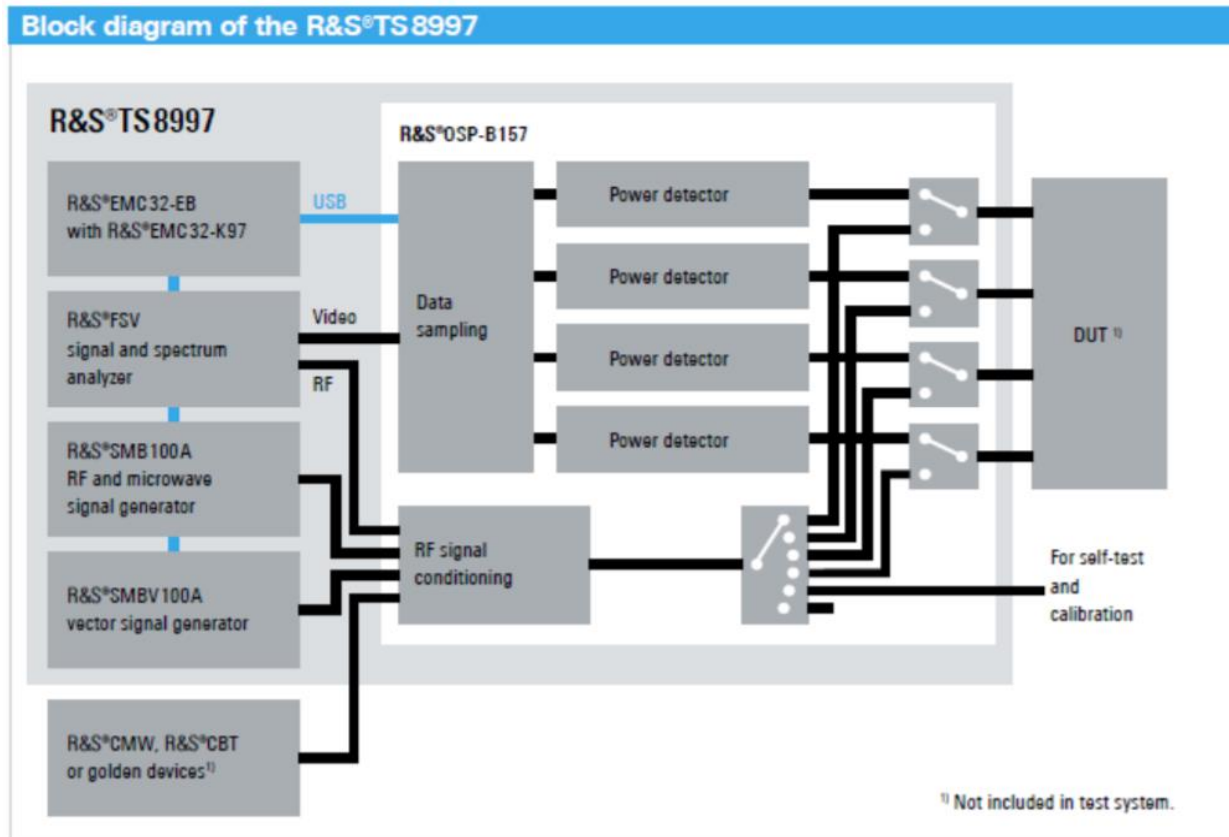 Block diagram of the R&S®TS8997
R&S®TS8997
R&S®OSP-B157
R&S®EMC32-EB
with R&S®EMC32-K97
USB
Power detector
Power detector
Data
sampling
R&S®FSV
signal and spectrum
analyzer
Video
RF
Power detector
Power detector
DUT 1)
R&S®SMB100A
RF and microwave
signal generator
RF signal
conditioning
R&S®SMBV100A
vector signal generator
For self-test
and
calibration
R&S®CMW, R&S®CBT
or golden devices1)
1) Not included in test system.